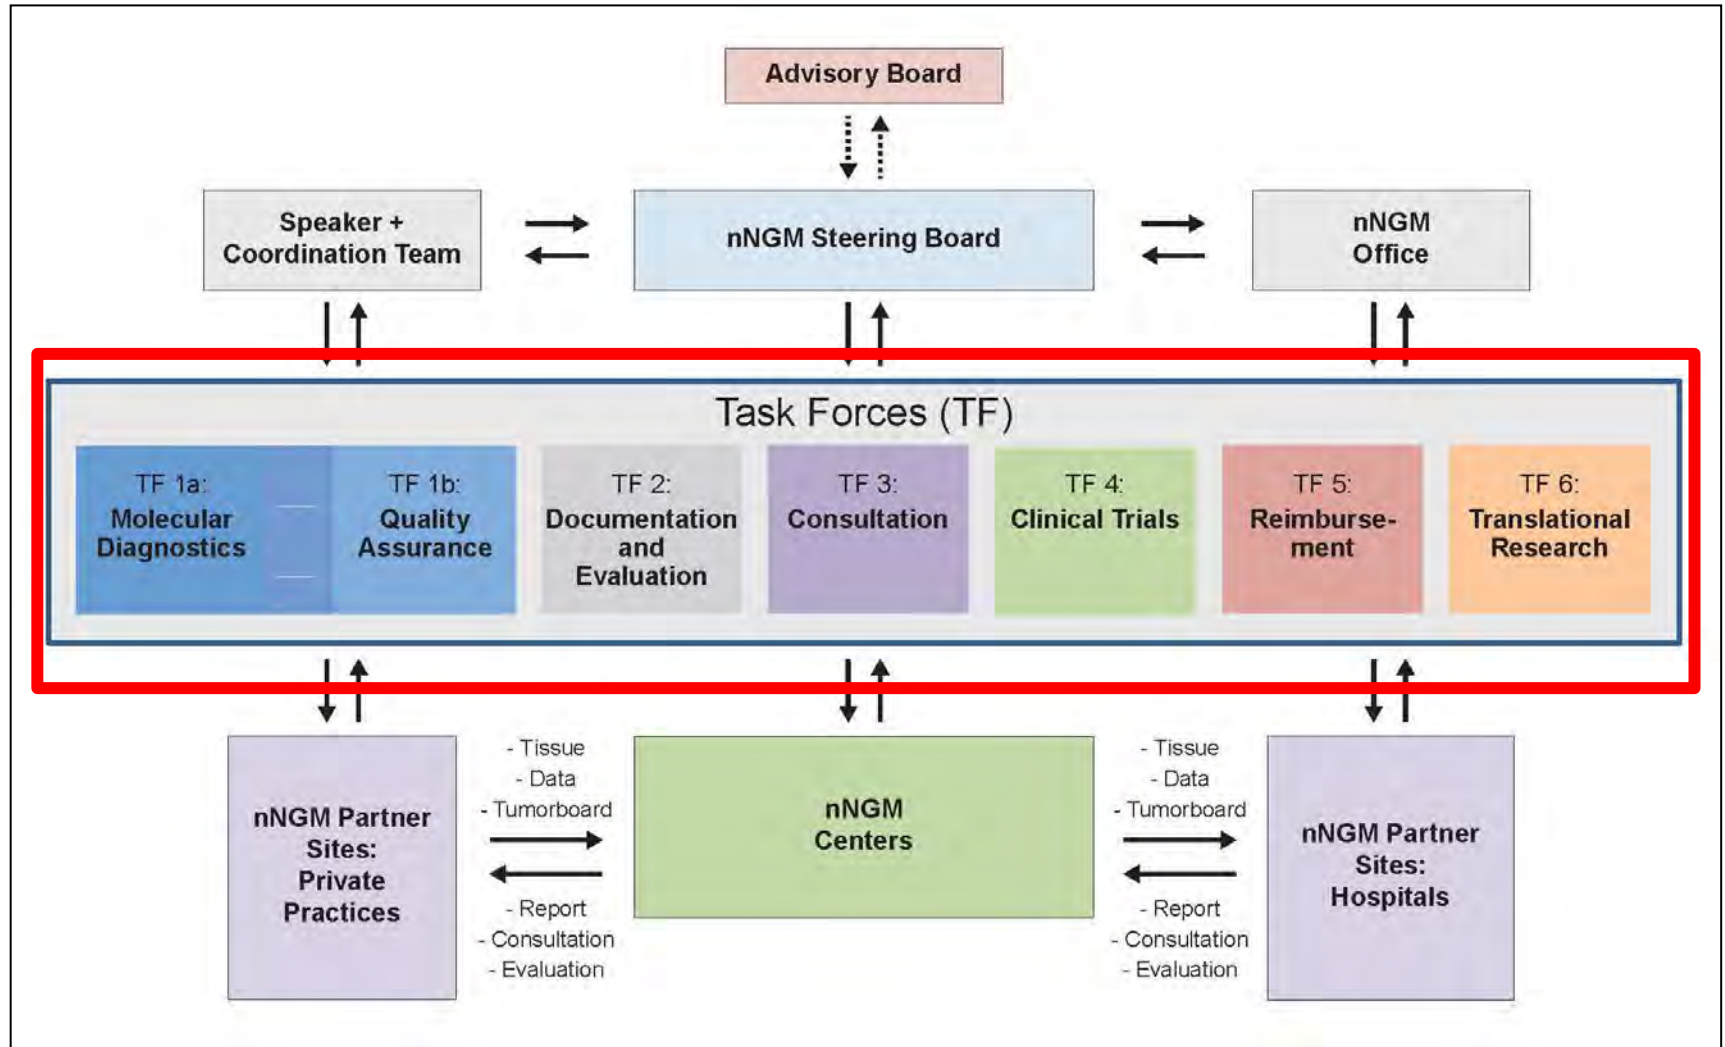 Advisory Board
Speaker +
Coordination Team
nNGM Steering Board
nNGM
Office
Task Forces (TF)
TF 1a:
Molecular
Diagnostics
TF 1b:
Quality
Assurance
TF 2:
Documentation
and
Evaluation
TF 3:
Consultation
TF 4:
Clinical Trials
TF 5:
Reimburse-
ment
TF 6:
Translational
Research
nNGM Partner
Sites:
Private
Practices
- Tissue
- Data
- Tumorboard
- Report
- Consultation
- Evaluation
nNGM
Centers
- Tissue
- Data
- Tumorboard
- Report
- Consultation
- Evaluation
nNGM Partner
Sites:
Hospitals